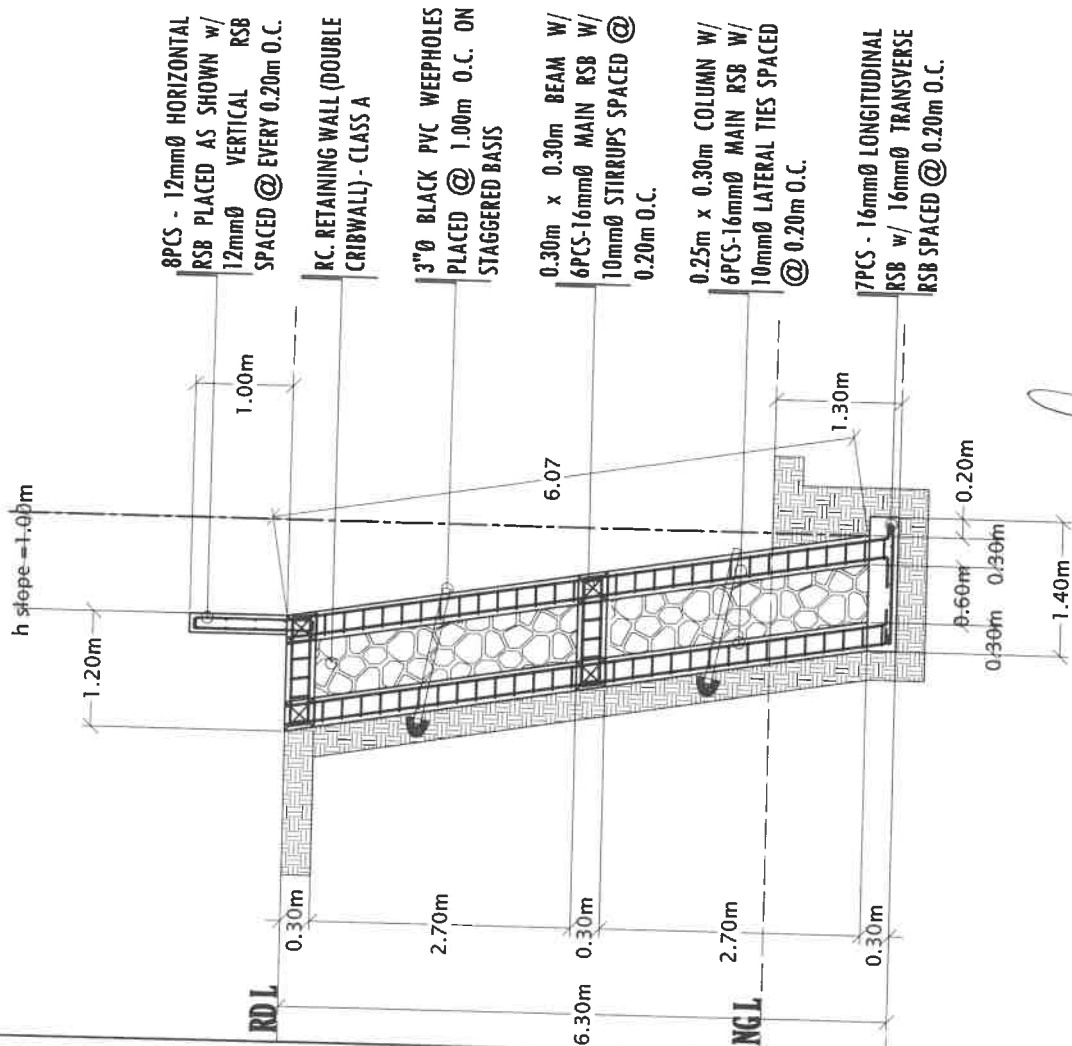 h slope =1.00m
8PCS - 12mmØ HORIZONTAL
RSB PLACED AS SHOWN w/
12mmØ VERTICAL RSB
SPACED @ EVERY 0.20m O.C.
1.20m
1.00m
RC. RETAINING WALL (DOUBLE
CRIBWALL) - CLASS A
3"Ø BLACK PVC WEEPHOLES
PLACED @ 1.00m O.C. ON
STAGGERED BASIS
RD L
0.30m
2.70m
6.07
0.30m x 0.30m BEAM W/
6PCS-16mmØ MAIN RSB W/
10mmØ STIRRUPS SPACED @
0.20m O.C.
0.30m
6.30m
2.70m
0.25m x 0.30m COLUMN W/
6PCS-16mmØ MAIN RSB W/
10mmØ LATERAL TIES SPACED
@ 0.20m O.C.
NG L
1.30m
0.30m
7PCS - 16mmØ LONGITUDINAL
RSB w/ 16mmØ TRANSVERSE
RSB SPACED @ 0.20m O.C.
0.20m
0.30m
0.60m
0.30m
1.40m